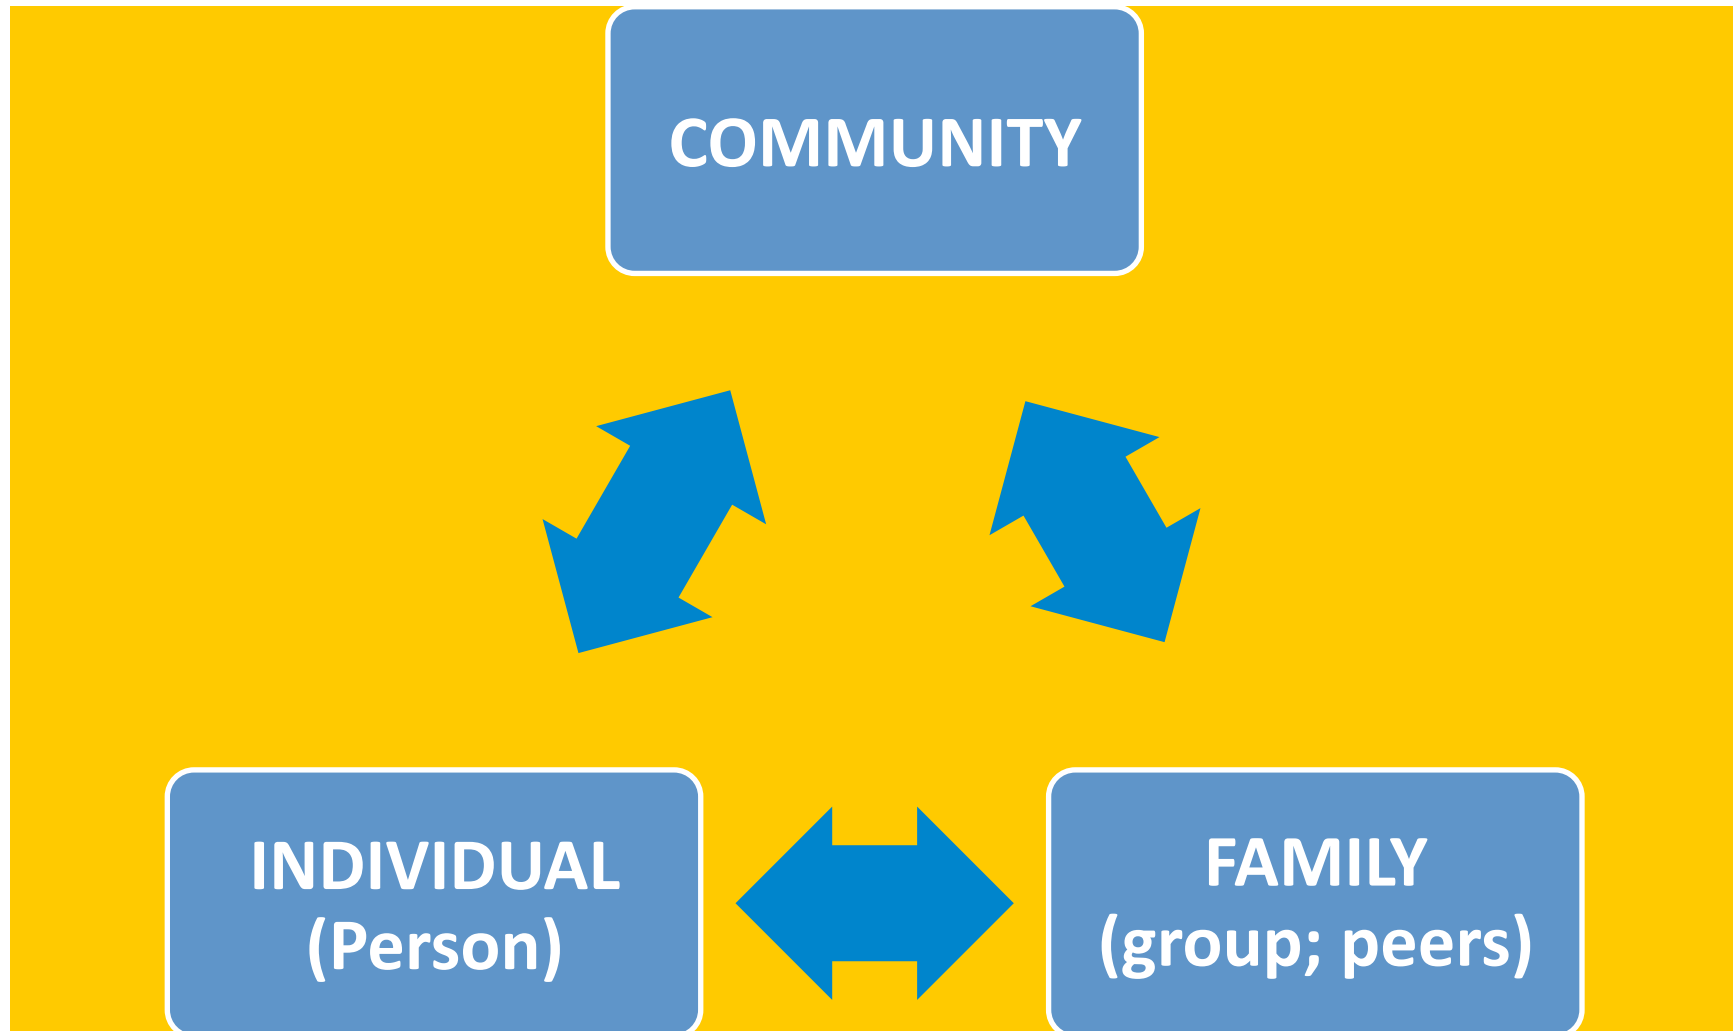 COMMUNITY
INDIVIDUAL
(Person)
FAMILY
(group; peers)